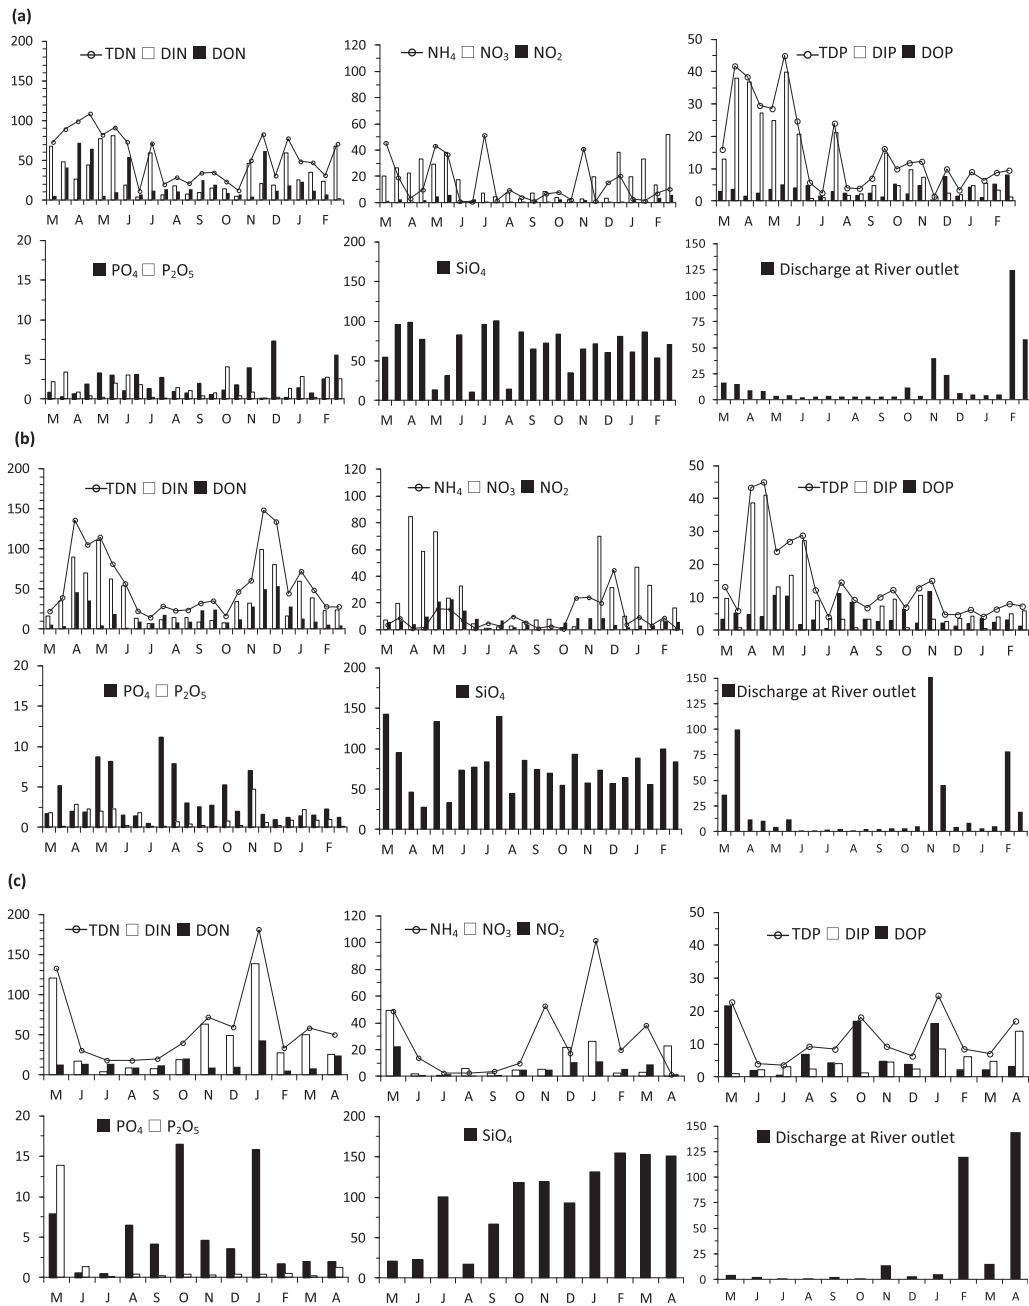 (a)
TDN DIN DON
200
150
100
50
0
M A M J J A S O N D J F
NH4 NO3 NO2
120
100
80
60
40
20
0
M A M J J A S O N D J F
TDP DIP DOP
50
40
30
20
10
0
M A M J J A S O N D J F
PO4 P2O5
20
15
10
5
0
M A M J J A S O N D J F
SiO4
200
150
100
50
0
M A M J J A S O N D J F
Discharge at River outlet
150
125
100
75
50
25
0
M A M J J A S O N D J F
(b)
TDN DIN DON
200
150
100
50
0
M A M J J A S O N D J F
NH4 NO3 NO2
120
100
80
60
40
20
0
M A M J J A S O N D J F
TDP DIP DOP
50
40
30
20
10
0
M A M J J A S O N D J F
PO4 P2O5
20
15
10
5
0
M A M J J A S O N D J F
SiO4
200
150
100
50
0
M A M J J A S O N D J F
Discharge at River outlet
150
125
100
75
50
25
0
M A M J J A S O N D J F
(c)
TDN DIN DON
200
150
100
50
0
M J J A S O N D J F M A
NH4 NO3 NO2
120
100
80
60
40
20
0
M J J A S O N D J F M A
TDP DIP DOP
50
40
30
20
10
0
M J J A S O N D J F M A
PO4 P2O5
20
15
10
5
0
M J J A S O N D J F M A
SiO4
200
150
100
50
0
M J J A S O N D J F M A
Discharge at River outlet
150
125
100
75
50
25
0
M J J A S O N D J F M A